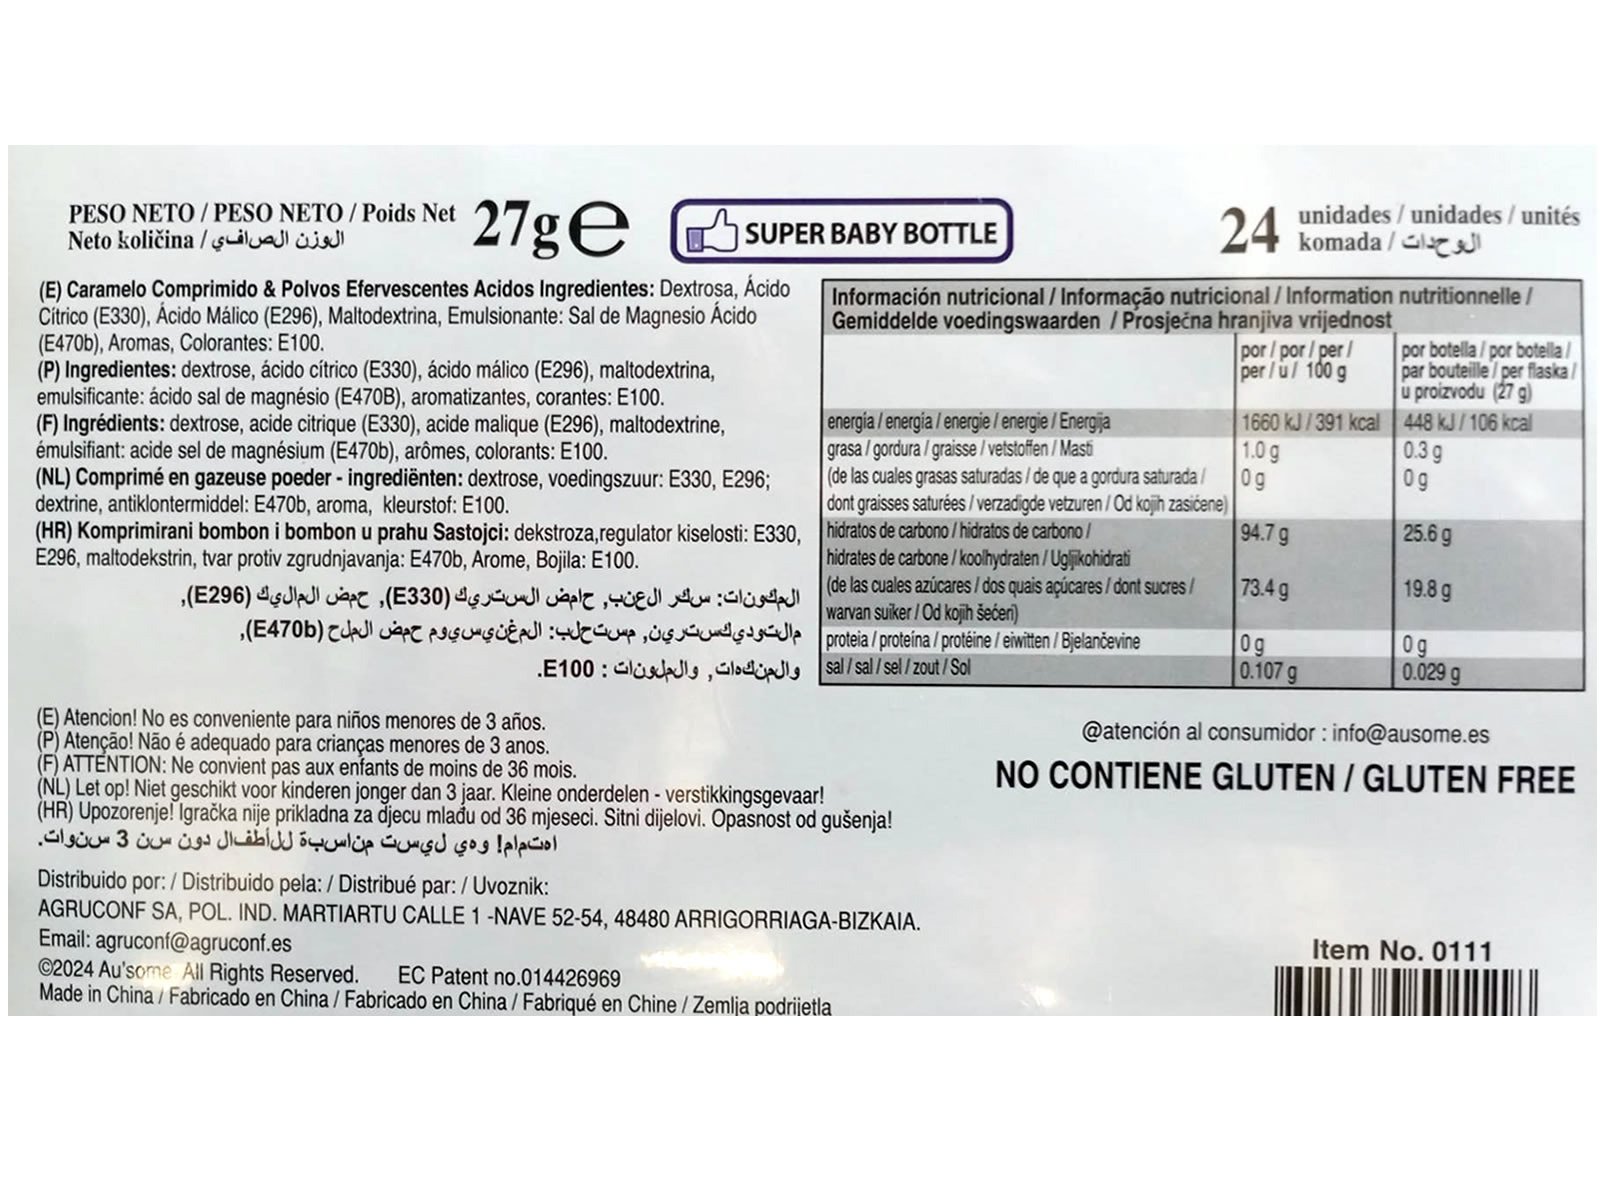 PESO NETO / PESO NETO / Poids Net 27g e
Neto količina / الوزن الصافي
SUPER BABY BOTTLE
24 unidades / unidades / unités
komada / الوحدات
(E) Caramelo Comprimido & Polvos Efervescentes Acidos Ingredientes: Dextrosa, Ácido
Cítrico (E330), Ácido Málico (E296), Maltodextrina, Emulsionante: Sal de Magnesio Ácido
(E470b), Aromas, Colorantes: E100.
(P) Ingredientes: dextrose, ácido cítrico (E330), ácido málico (E296), maltodextrina,
emulsificante: ácido sal de magnésio (E470B), aromatizantes, corantes: E100.
(F) Ingrédients: dextrose, acide citrique (E330), acide malique (E296), maltodextrine,
émulsifiant: acide sel de magnésium (E470b), arômes, colorants: E100.
(NL) Comprimé en gazeuse poeder - ingrediënten: dextrose, voedingszuur: E330, E296;
dextrine, antiklontermiddel: E470b, aroma, kleurstof: E100.
(HR) Komprimirani bombon i bombon u prahu Sastojci: dekstroza,regulator kiselosti: E330,
E296, maltodekstrin, tvar protiv zgrudnjavanja: E470b, Arome, Bojila: E100.
المكونات: سكر العنب, حامض الستريك (E330), حمض الماليك (E296),
مالتوديكسترين, مستحلب: المغنيسيوم حمض الملح (E470b),
والمنكهات, والملونات : E100.
Información nutricional / Informação nutricional / Information nutritionnelle /
Gemiddelde voedingswaarden / Prosječna hranjiva vrijednost
por / por / per / por botella / por botella /
per / u / 100 g par bouteille / per flaska /
u proizvodu (27 g)
energía / energía / energie / energie / Energija 1660 kJ / 391 kcal 448 kJ / 106 kcal
grasa / gordura / graisse / vetstoffen / Masti 1.0 g 0.3 g
(de las cuales grasas saturadas / de que a gordura saturada / 0 g 0 g
dont graisses saturées / verzadigde vetzuren / Od kojih zasićene)
hidratos de carbono / hidratos de carbono / 94.7 g 25.6 g
hidrates de carbone / koolhydraten / Ugljikohidrati
(de las cuales azúcares / dos quais açúcares / dont sucres / 73.4 g 19.8 g
warvan suiker / Od kojih šećeri)
proteia / proteína / protéine / eiwitten / Bjelančevine 0 g 0 g
sal / sal / sel / zout / Sol 0.107 g 0.029 g
(E) Atencion! No es conveniente para niños menores de 3 años.
(P) Atenção! Não é adequado para crianças menores de 3 anos.
(F) ATTENTION: Ne convient pas aux enfants de moins de 36 mois.
(NL) Let op! Niet geschikt voor kinderen jonger dan 3 jaar. Kleine onderdelen - verstikkingsgevaar!
(HR) Upozorenje! Igračka nije prikladna za djecu mlađu od 36 mjeseci. Sitni dijelovi. Opasnost od gušenja!
اهتمام! وهي ليست مناسبة للأطفال دون سن 3 سنوات.
@atención al consumidor : info@ausome.es
NO CONTIENE GLUTEN / GLUTEN FREE
Distribuido por: / Distribuido pela: / Distribué par: / Uvoznik:
AGRUCONF SA, POL. IND. MARTIARTU CALLE 1 -NAVE 52-54, 48480 ARRIGORRIAGA-BIZKAIA.
Email: agruconf@agruconf.es
©2024 Au'some All Rights Reserved. EC Patent no.014426969
Made in China / Fabricado en China / Fabricado en China / Fabriqué en Chine / Zemlja podrijetla
Item No. 0111